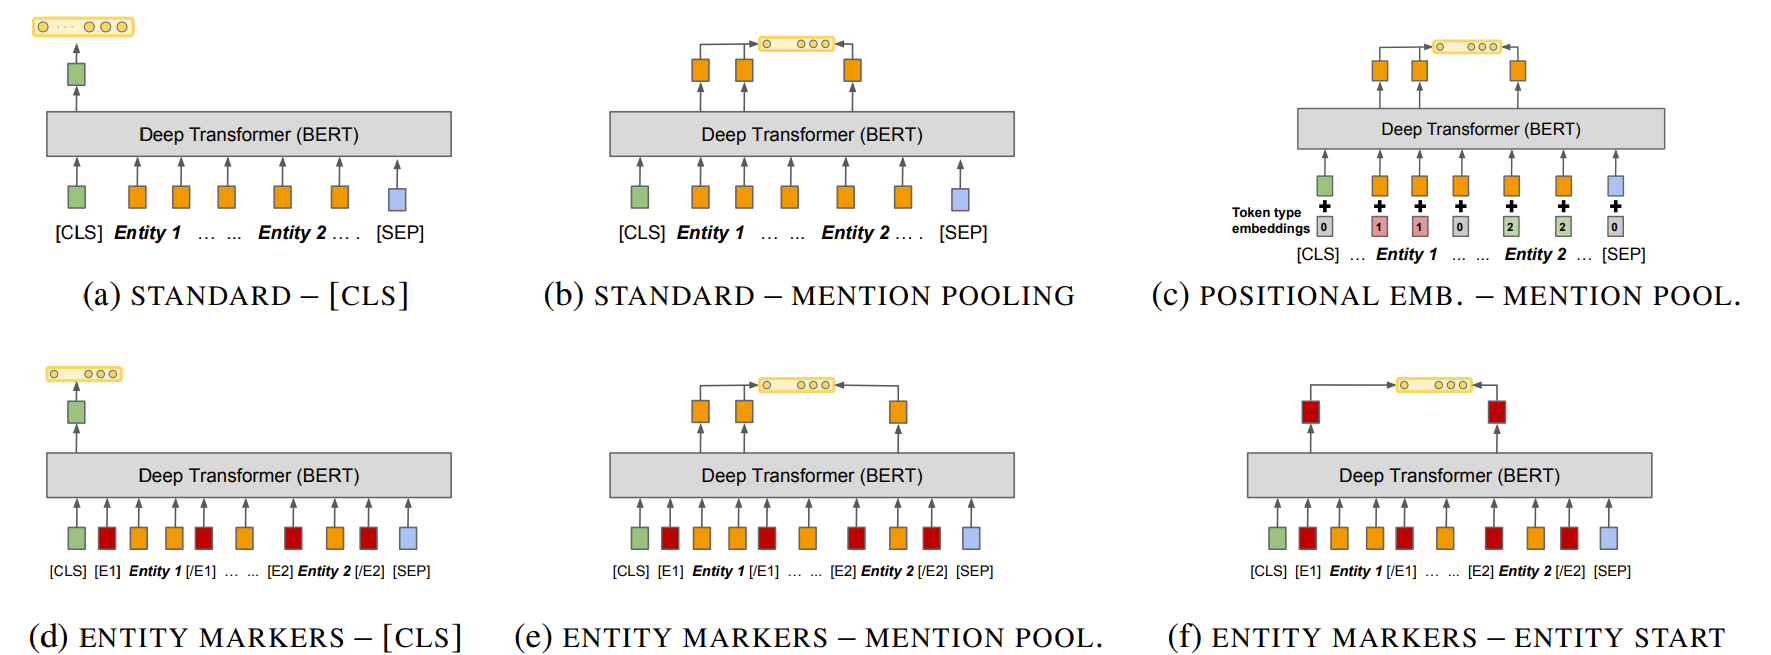 Deep Transformer (BERT)
[CLS] Entity 1 ... ... Entity 2 ... . [SEP]
(a) STANDARD – [CLS]
Deep Transformer (BERT)
[CLS] Entity 1 ... ... Entity 2 ... . [SEP]
(b) STANDARD – MENTION POOLING
Deep Transformer (BERT)
Token type
embeddings
0 1 1 0 2 2 0
[CLS] ... Entity 1 ... ... Entity 2 ... [SEP]
(c) POSITIONAL EMB. – MENTION POOL.
Deep Transformer (BERT)
[CLS] [E1] Entity 1 [/E1] ... ... [E2] Entity 2 [/E2] [SEP]
(d) ENTITY MARKERS – [CLS]
Deep Transformer (BERT)
[CLS] [E1] Entity 1 [/E1] ... ... [E2] Entity 2 [/E2] [SEP]
(e) ENTITY MARKERS – MENTION POOL.
Deep Transformer (BERT)
[CLS] [E1] Entity 1 [/E1] ... ... [E2] Entity 2 [/E2] [SEP]
(f) ENTITY MARKERS – ENTITY START